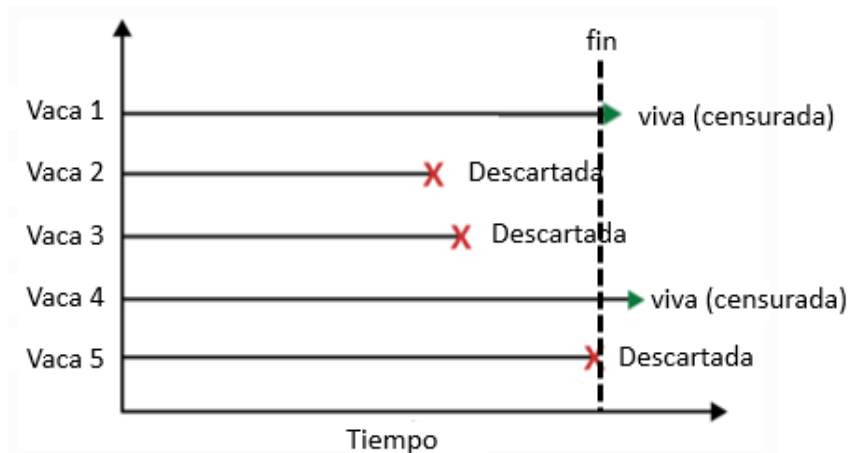 fin
Vaca 1
viva (censurada)
Vaca 2
Descartada
Vaca 3
Descartada
Vaca 4
viva (censurada)
Vaca 5
Descartada
Tiempo